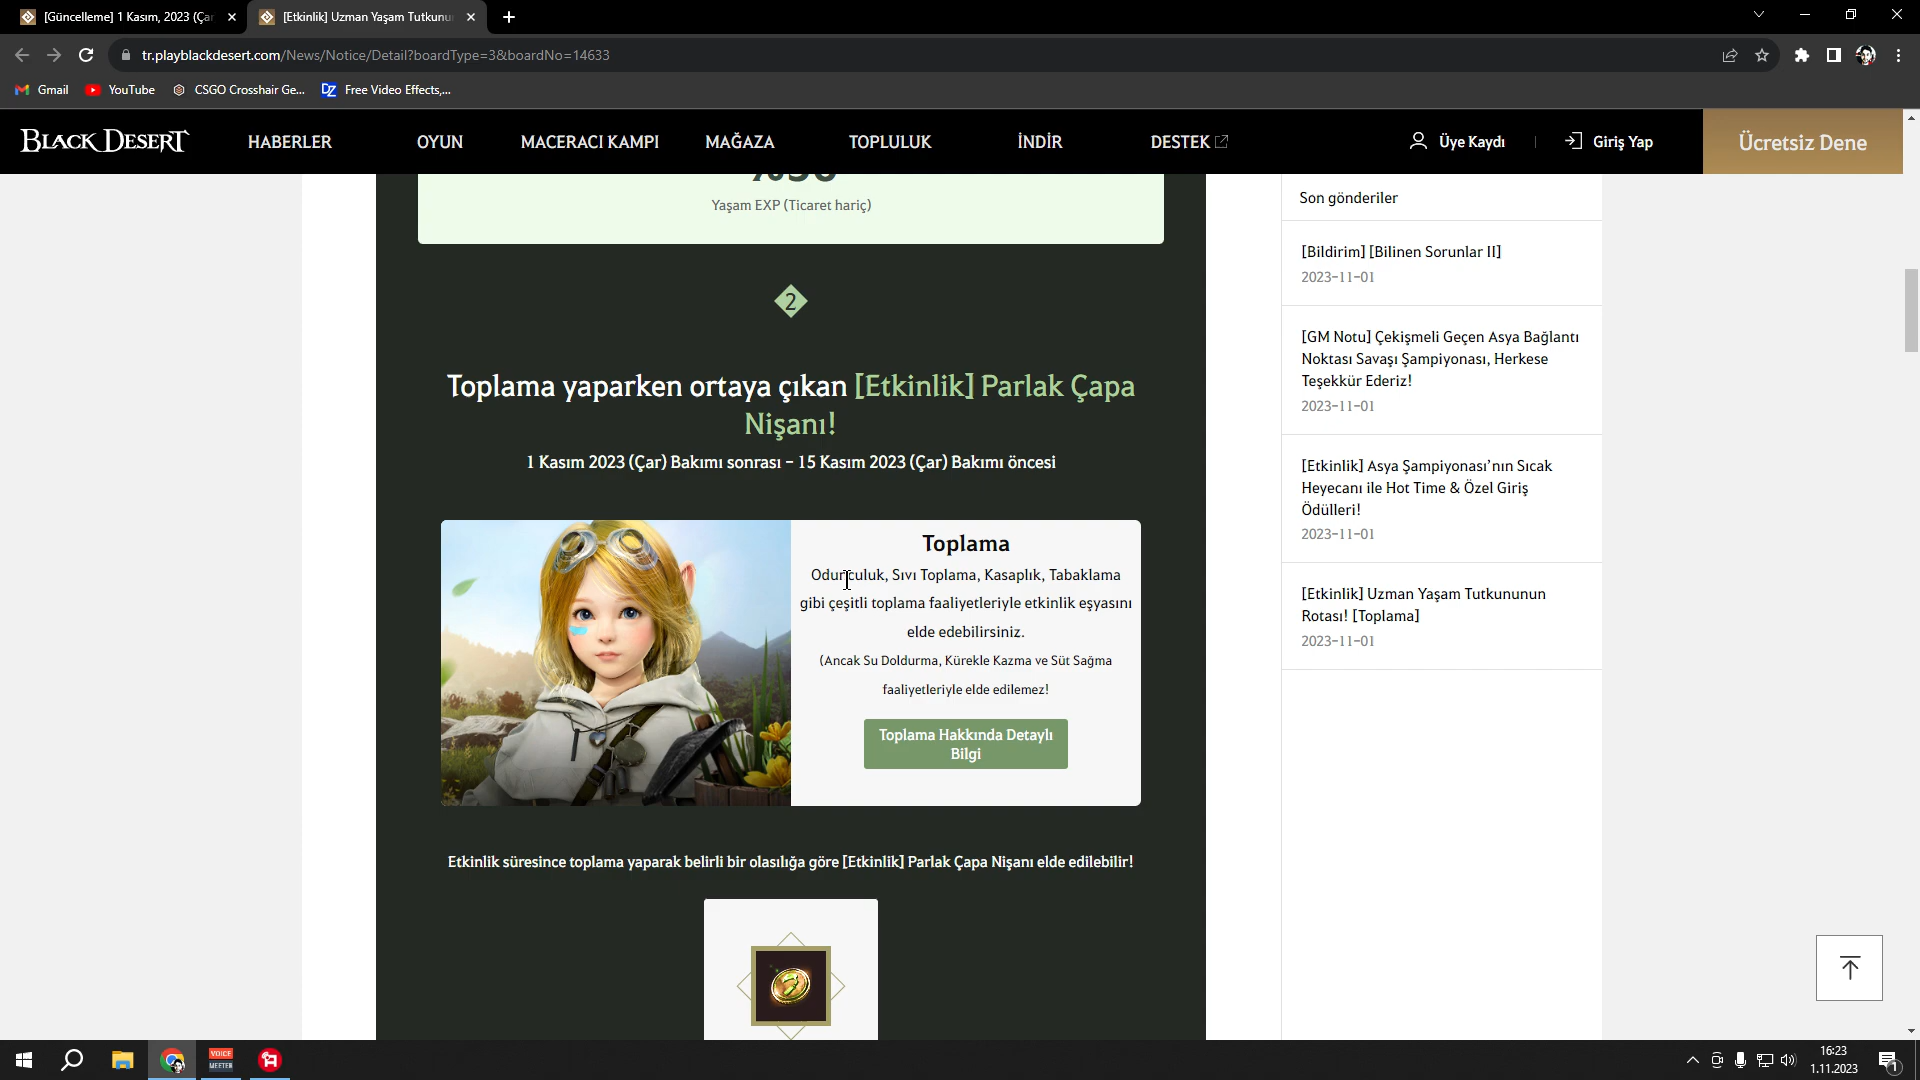 [Güncelleme] 1 Kasım, 2023 (Çar
[Etkinlik] Uzman Yaşam Tutkunu
tr.playblackdesert.com/News/Notice/Detail?boardType=3&boardNo=14633
Gmail
YouTube
CSGO Crosshair Ge...
DZ
Free Video Effects,...
BLACK DESERT
HABERLER
OYUN
MACERACI KAMPI
MAĞAZA
TOPLULUK
İNDİR
DESTEK
Üye Kaydı
Giriş Yap
Ücretsiz Dene
Yaşam EXP (Ticaret hariç)
2
Toplama yaparken ortaya çıkan [Etkinlik] Parlak Çapa
Nişanı!
1 Kasım 2023 (Çar) Bakımı sonrası – 15 Kasım 2023 (Çar) Bakımı öncesi
Toplama
Odunculuk, Sıvı Toplama, Kasaplık, Tabaklama
gibi çeşitli toplama faaliyetleriyle etkinlik eşyasını
elde edebilirsiniz.
(Ancak Su Doldurma, Kürekle Kazma ve Süt Sağma
faaliyetleriyle elde edilemez!
Toplama Hakkında Detaylı
Bilgi
Etkinlik süresince toplama yaparak belirli bir olasılığa göre [Etkinlik] Parlak Çapa Nişanı elde edilebilir!
Son gönderiler
[Bildirim] [Bilinen Sorunlar II]
2023-11-01
[GM Notu] Çekişmeli Geçen Asya Bağlantı
Noktası Savaşı Şampiyonası, Herkese
Teşekkür Ederiz!
2023-11-01
[Etkinlik] Asya Şampiyonası’nın Sıcak
Heyecanı ile Hot Time & Özel Giriş
Ödülleri!
2023-11-01
[Etkinlik] Uzman Yaşam Tutkununun
Rotası! [Toplama]
2023-11-01
VOICE
MEETER
16:23
1.11.2023
1